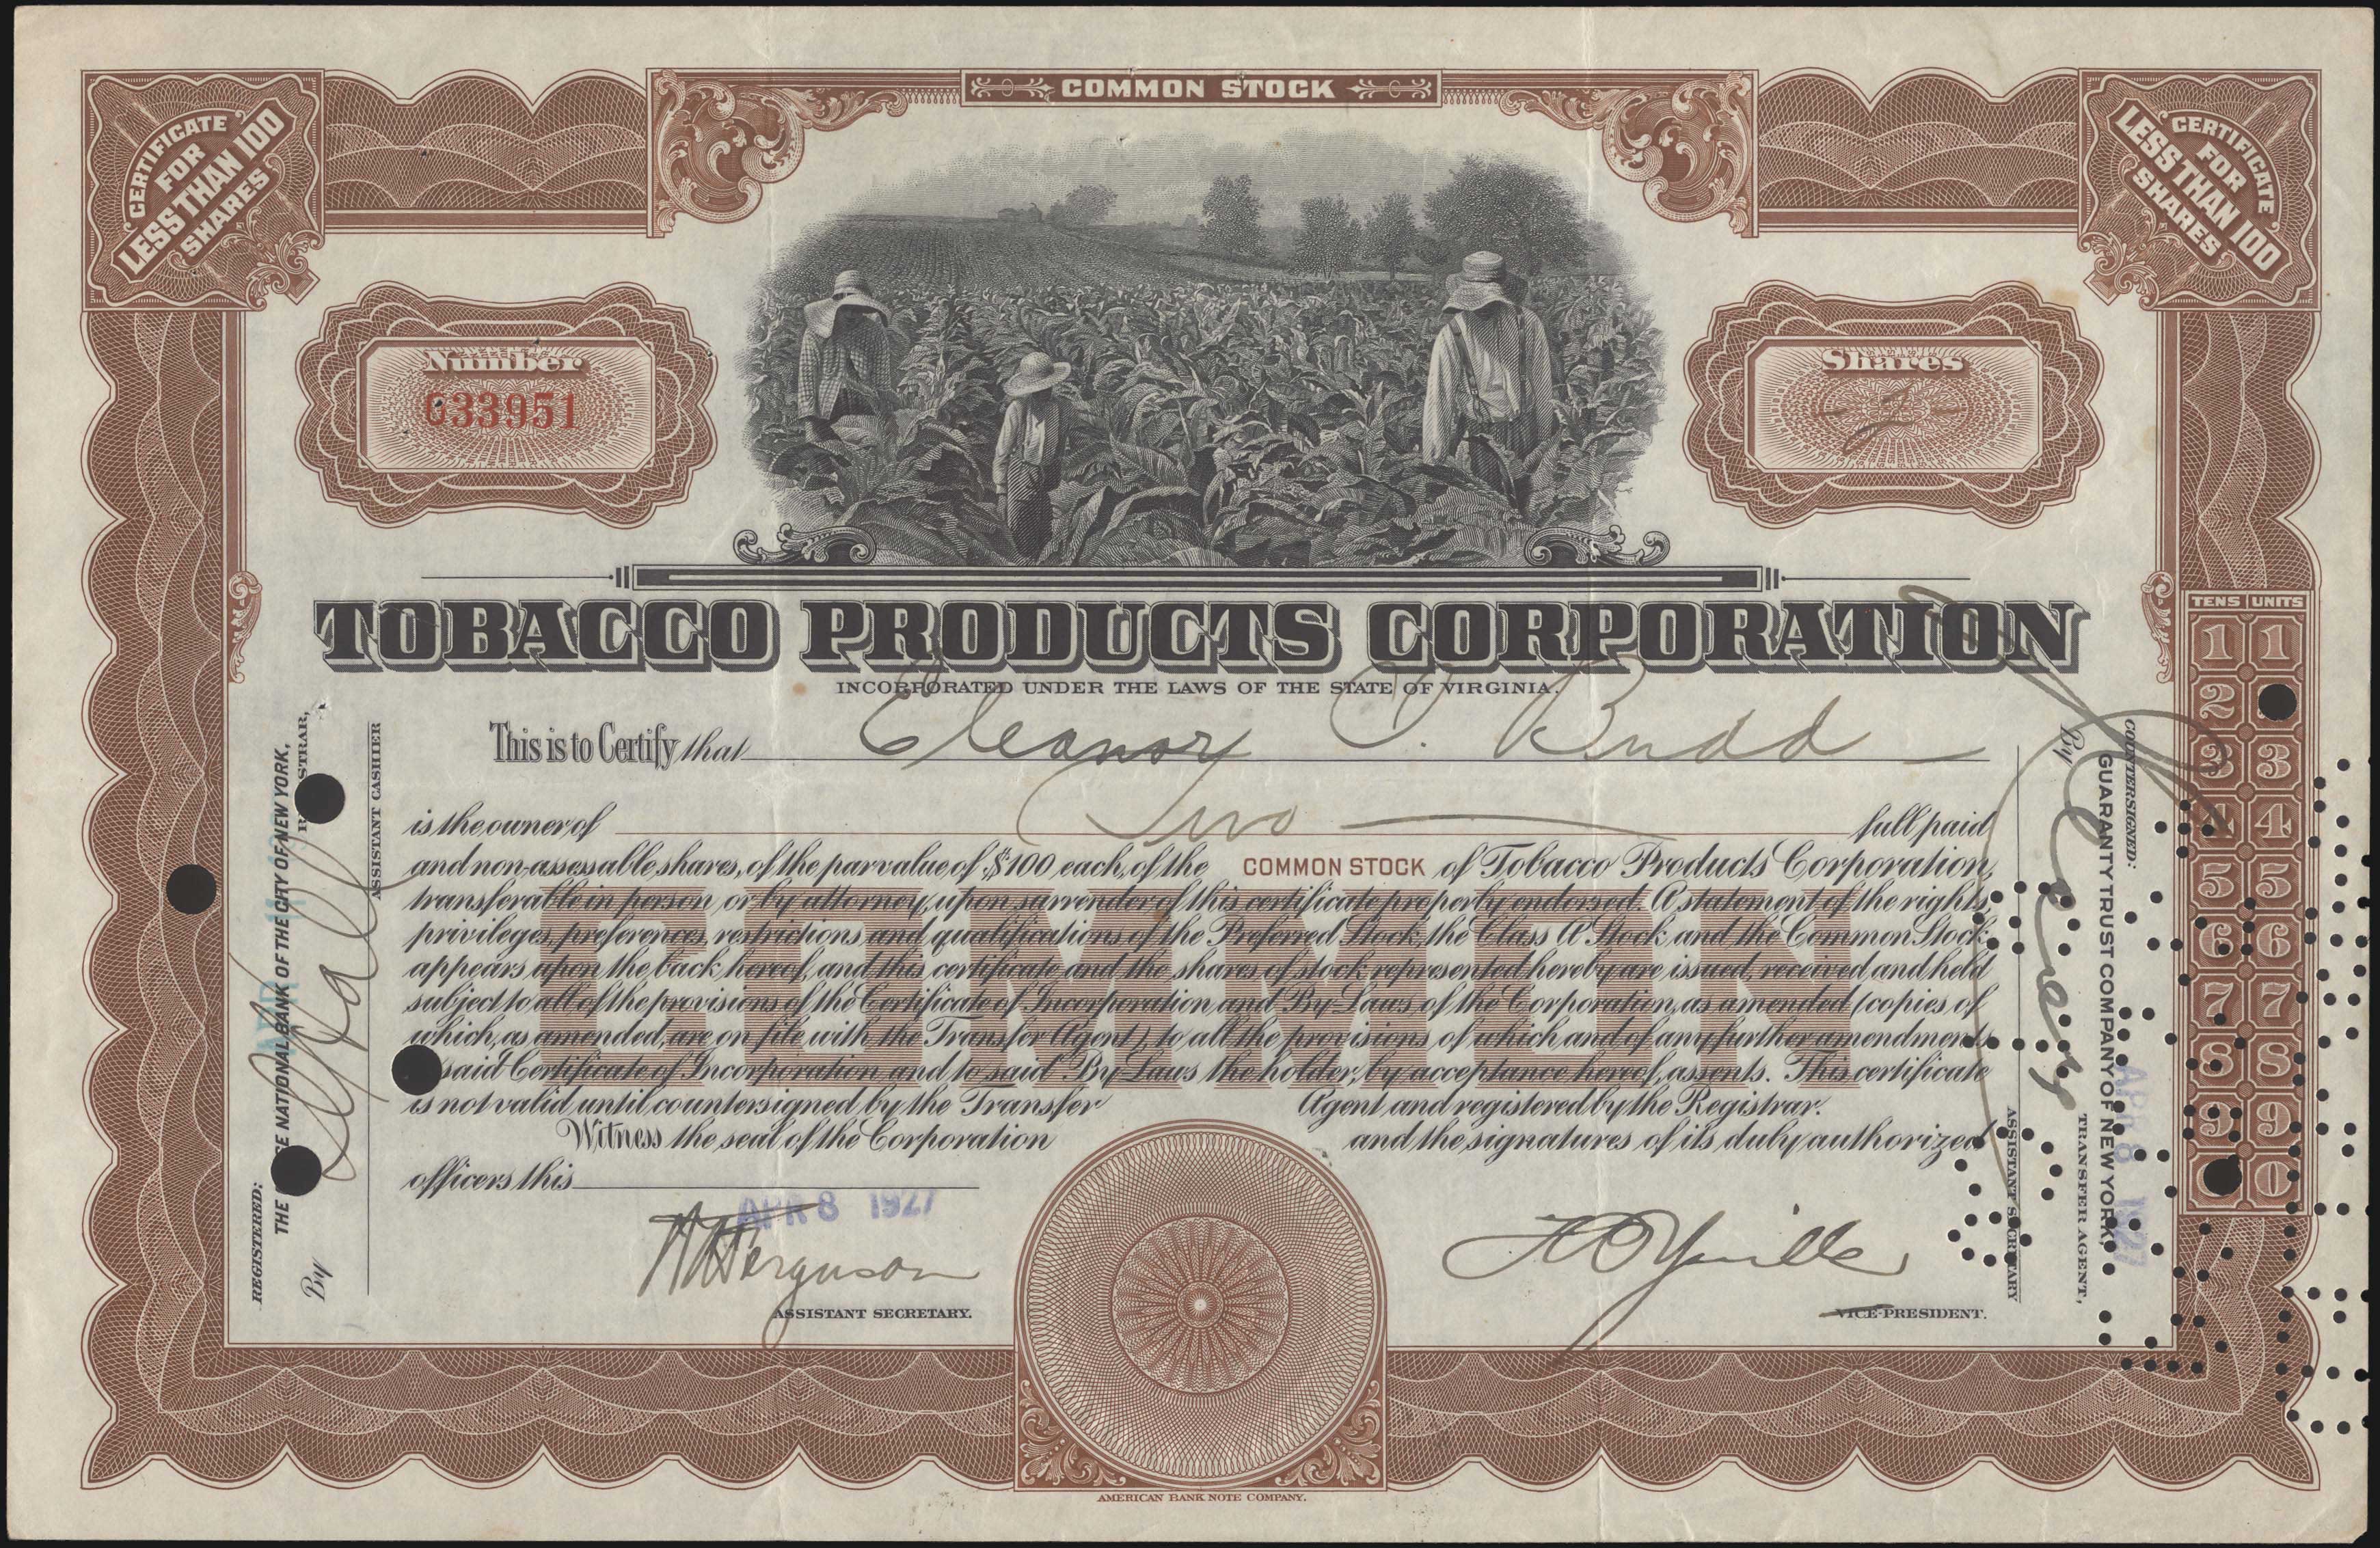 COMMON STOCK
CERTIFICATE
FOR
LESS THAN 100
SHARES
CERTIFICATE
FOR
LESS THAN 100
SHARES
Number
G33951
Shares
- 2 -
TOBACCO PRODUCTS CORPORATION
INCORPORATED UNDER THE LAWS OF THE STATE OF VIRGINIA.
This is to Certify that Eleanor P. Budd
is the owner of Two full paid
and non-assessable shares, of the par value of $100 each, of the COMMON STOCK of Tobacco Products Corporation,
transferable in person or by attorney, upon surrender of this certificate properly endorsed. A statement of the rights,
privileges, preferences, restrictions and qualifications of the Preferred Stock, the Class A Stock and the Common Stock
appears upon the back hereof, and this certificate and the shares of stock represented hereby are issued, received and held
subject to all of the provisions of the Certificate of Incorporation and By-Laws of the Corporation, as amended (copies of
which, as amended, are on file with the Transfer Agent), to all the provisions of which and of any further amendments
said Certificate of Incorporation and to said By-Laws the holder, by acceptance hereof, assents. This certificate
is not valid until countersigned by the Transfer Agent and registered by the Registrar.
Witness the seal of the Corporation and the signatures of its duly authorized
officers this
APR 8 1927
COMMON
Ferguson
ASSISTANT SECRETARY.
VICE-PRESIDENT.
AMERICAN BANK NOTE COMPANY.
REGISTERED:
THE NATIONAL BANK OF THE CITY OF NEW YORK,
REGISTRAR,
By
ASSISTANT CASHIER
COUNTERSIGNED:
GUARANTY TRUST COMPANY OF NEW YORK,
TRANSFER AGENT,
By
ASSISTANT SECRETARY
APR 8 1927
TENS UNITS
1 1
2
3 3
4 4
5 5
6 6
7 7
8 8
9 9
0